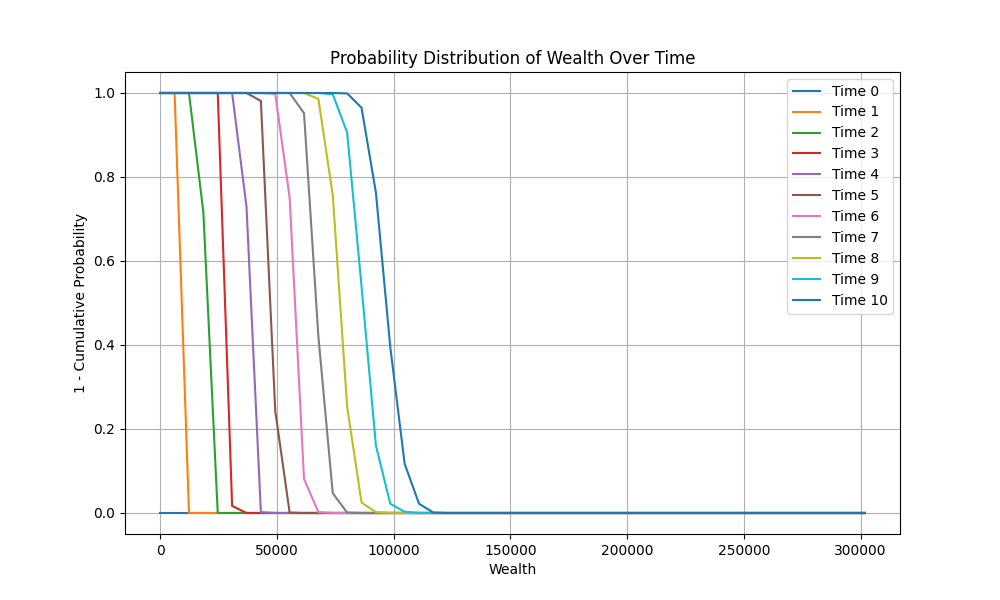 Probability Distribution of Wealth Over Time
1.0
0.8
0.6
0.4
0.2
0.0
1 - Cumulative Probability
0
50000
100000
150000
200000
250000
300000
Wealth
Time 0
Time 1
Time 2
Time 3
Time 4
Time 5
Time 6
Time 7
Time 8
Time 9
Time 10